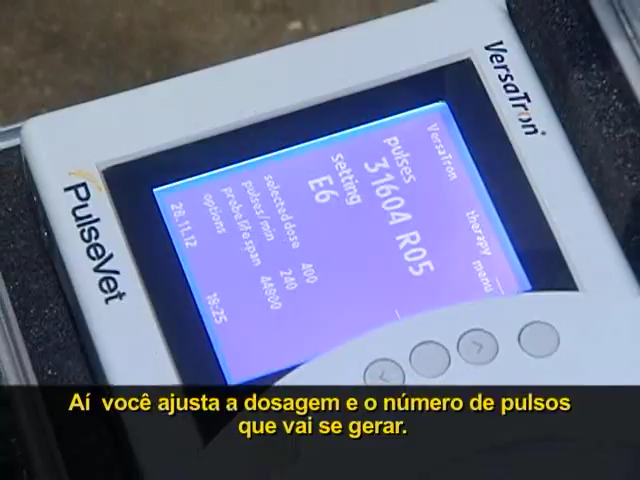 VersaTron
PulseVet
VersaTron therapy menu
pulses
31604 R05
setting
E6
selected dose 400
pulses/min 240
probe life span 44800
options
28.11.12 18:25
Aí você ajusta a dosagem e o número de pulsos
que vai se gerar.